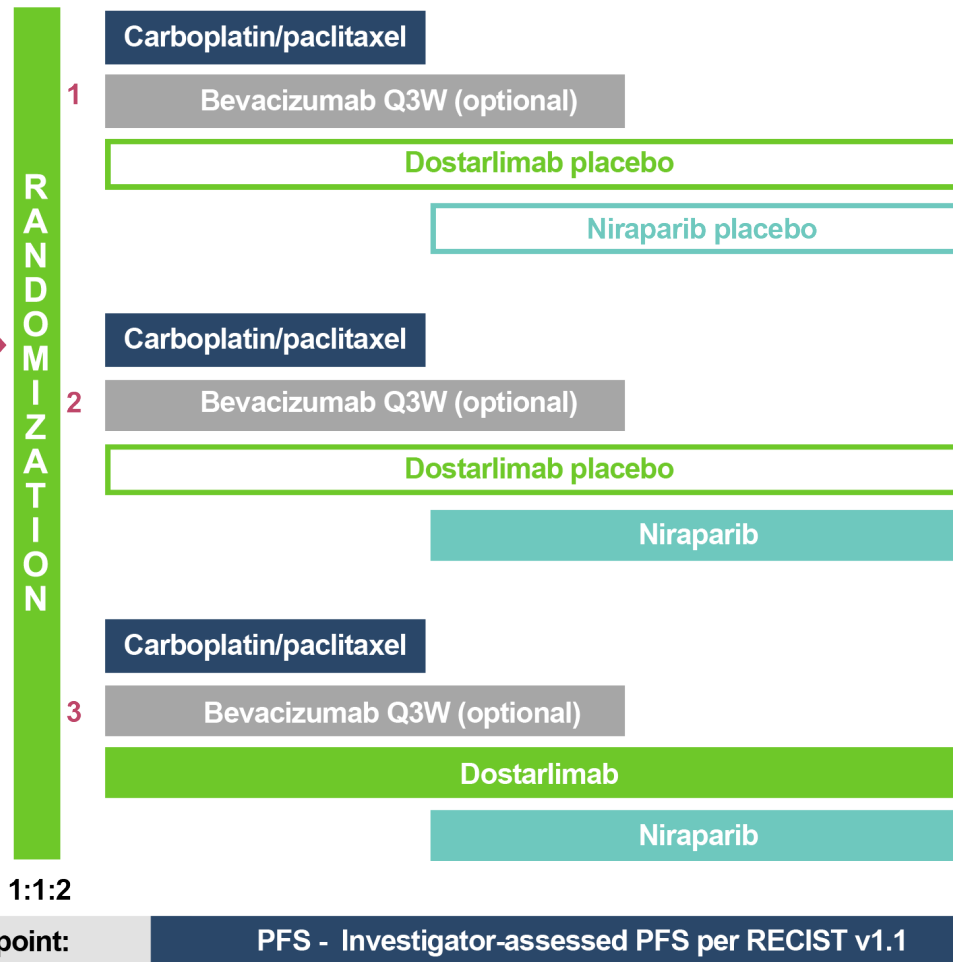 RANDOMIZATION
1
Carboplatin/paclitaxel
Bevacizumab Q3W (optional)
Dostarlimab placebo
Niraparib placebo
2
Carboplatin/paclitaxel
Bevacizumab Q3W (optional)
Dostarlimab placebo
Niraparib
3
Carboplatin/paclitaxel
Bevacizumab Q3W (optional)
Dostarlimab
Niraparib
1:1:2
point:
PFS - Investigator-assessed PFS per RECIST v1.1